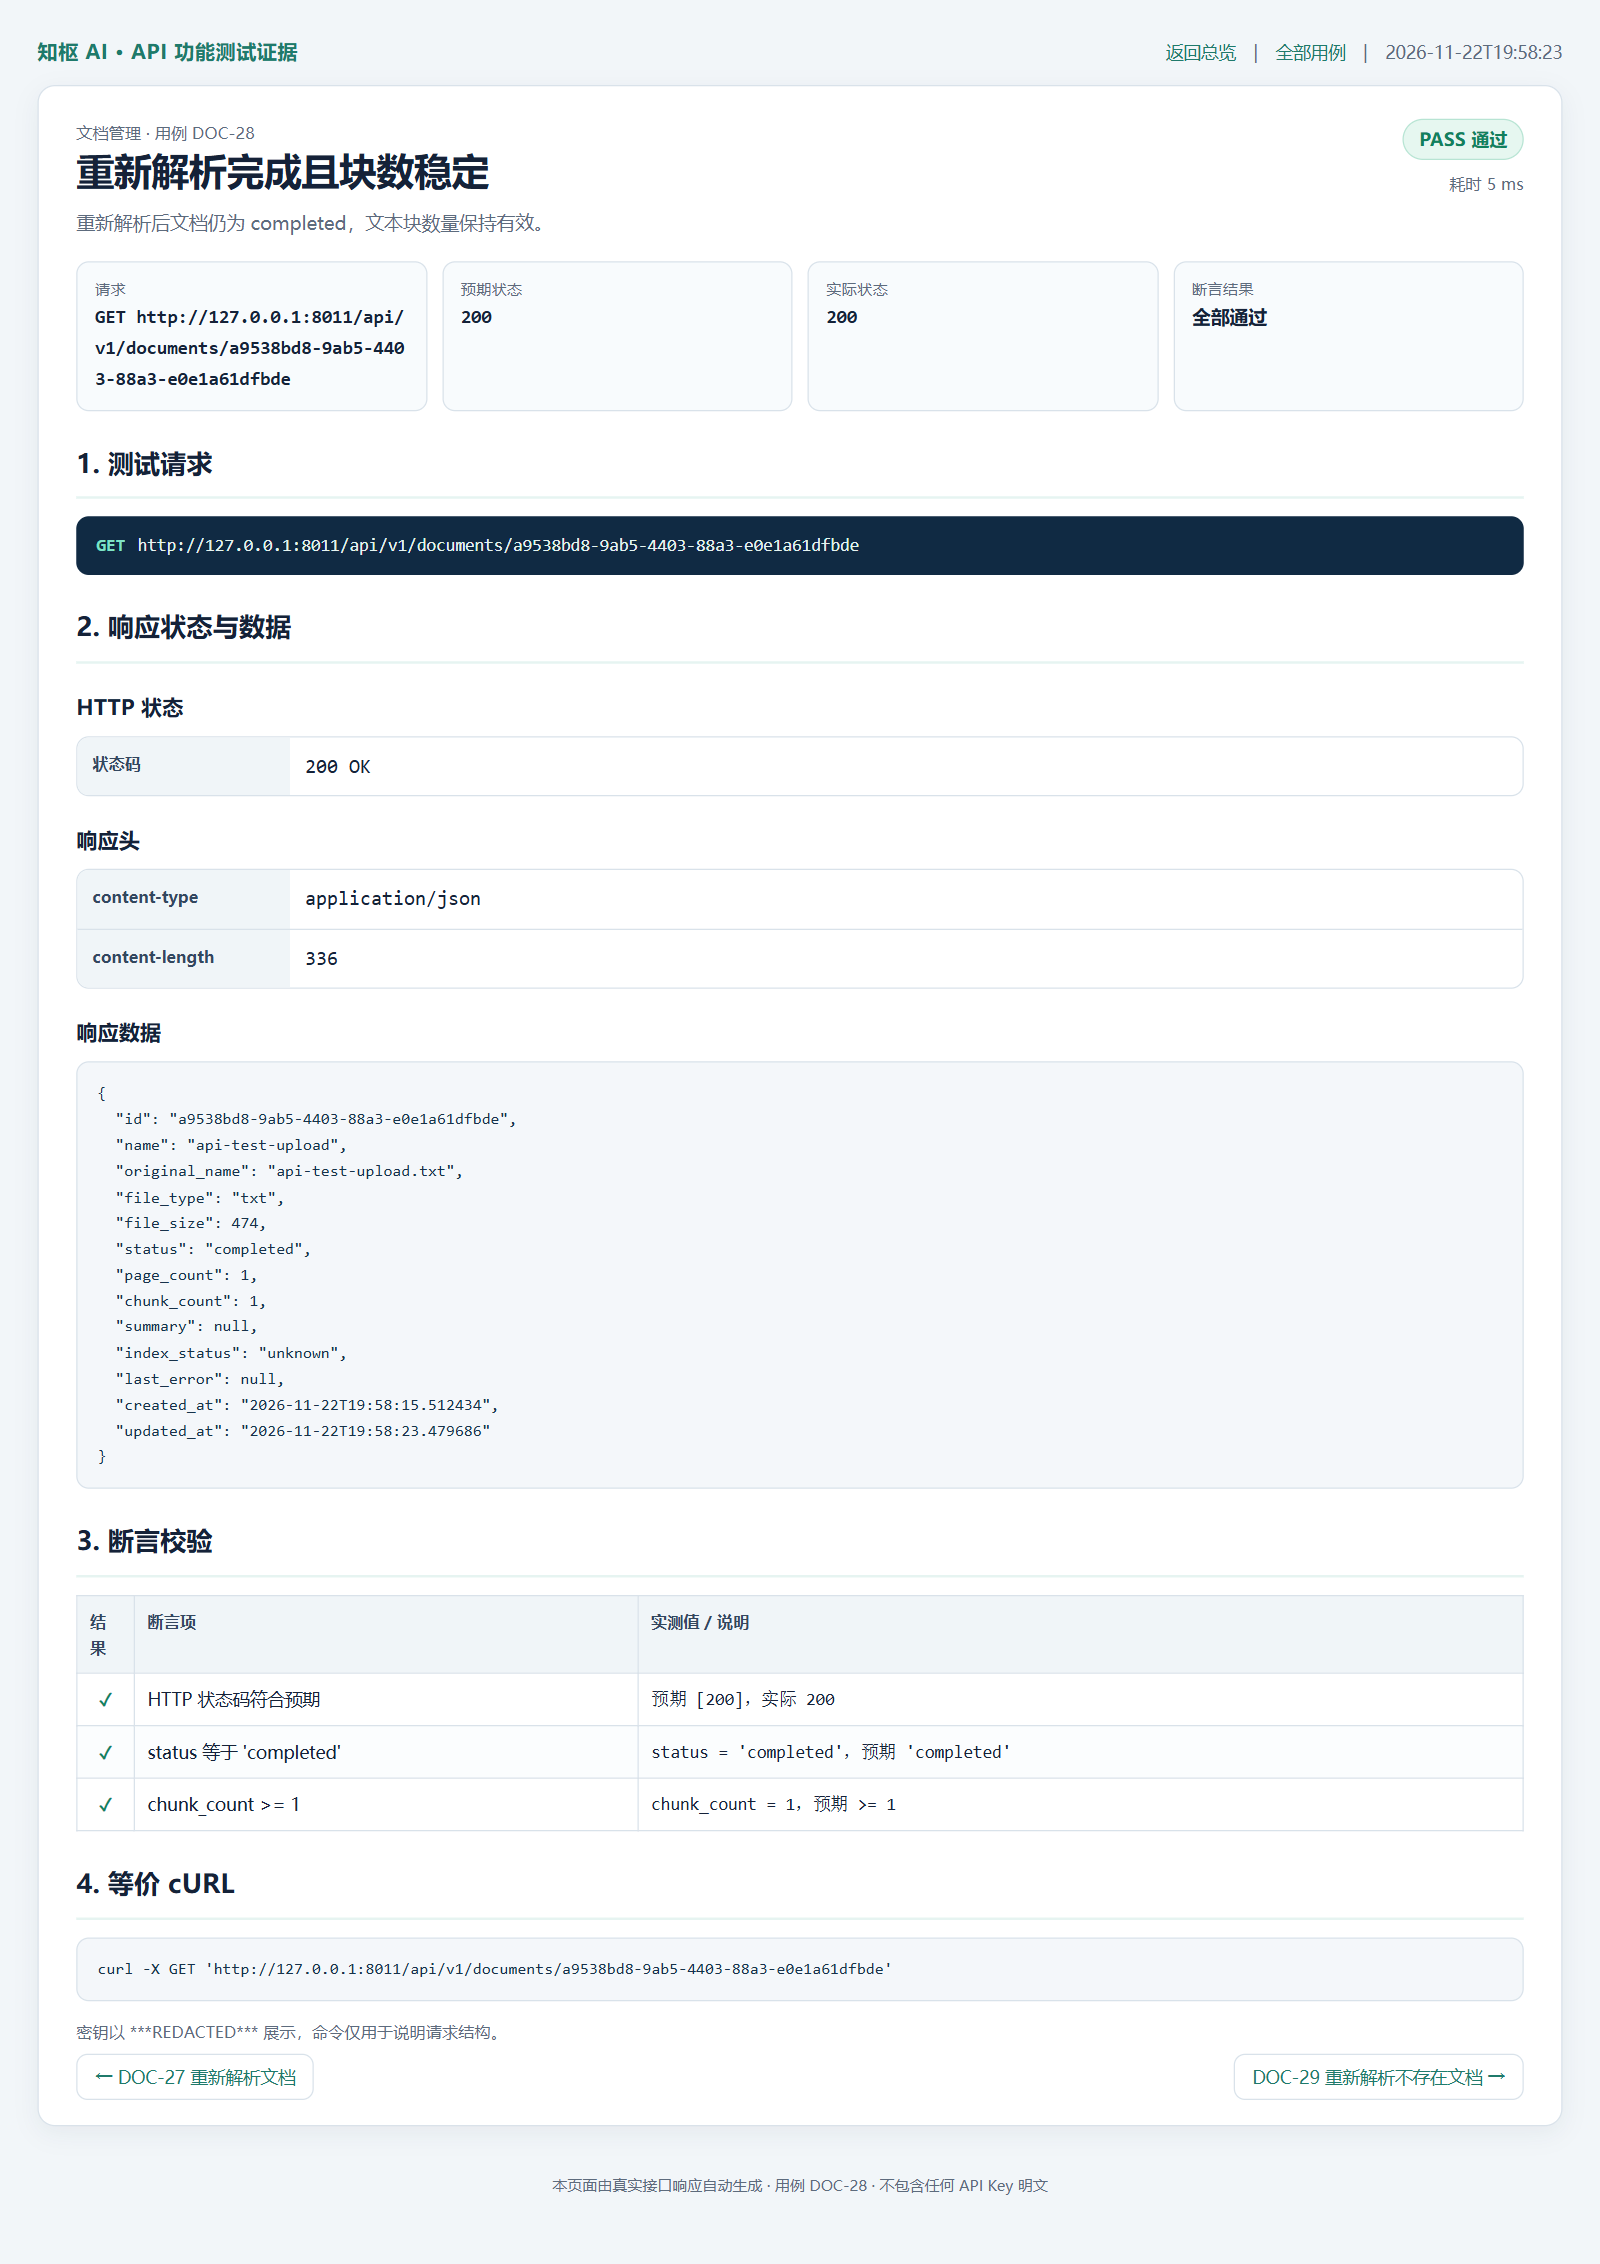 知枢 AI · API 功能测试证据
返回总览 | 全部用例 | 2026-11-22T19:58:23
文档管理 · 用例 DOC-28
重新解析完成且块数稳定
重新解析后文档仍为 completed，文本块数量保持有效。
PASS 通过
耗时 5 ms
请求
GET http://127.0.0.1:8011/api/
v1/documents/a9538bd8-9ab5-440
3-88a3-e0e1a61dfbde
预期状态
200
实际状态
200
断言结果
全部通过
1. 测试请求
GET http://127.0.0.1:8011/api/v1/documents/a9538bd8-9ab5-4403-88a3-e0e1a61dfbde
2. 响应状态与数据
HTTP 状态
状态码 200 OK
响应头
content-type application/json
content-length 336
响应数据
{
  "id": "a9538bd8-9ab5-4403-88a3-e0e1a61dfbde",
  "name": "api-test-upload",
  "original_name": "api-test-upload.txt",
  "file_type": "txt",
  "file_size": 474,
  "status": "completed",
  "page_count": 1,
  "chunk_count": 1,
  "summary": null,
  "index_status": "unknown",
  "last_error": null,
  "created_at": "2026-11-22T19:58:15.512434",
  "updated_at": "2026-11-22T19:58:23.479686"
}
3. 断言校验
结果 断言项 实测值 / 说明
✓ HTTP 状态码符合预期 预期 [200]，实际 200
✓ status 等于 'completed' status = 'completed'，预期 'completed'
✓ chunk_count >= 1 chunk_count = 1，预期 >= 1
4. 等价 cURL
curl -X GET 'http://127.0.0.1:8011/api/v1/documents/a9538bd8-9ab5-4403-88a3-e0e1a61dfbde'
密钥以 ***REDACTED*** 展示，命令仅用于说明请求结构。
← DOC-27 重新解析文档
DOC-29 重新解析不存在文档 →
本页面由真实接口响应自动生成 · 用例 DOC-28 · 不包含任何 API Key 明文